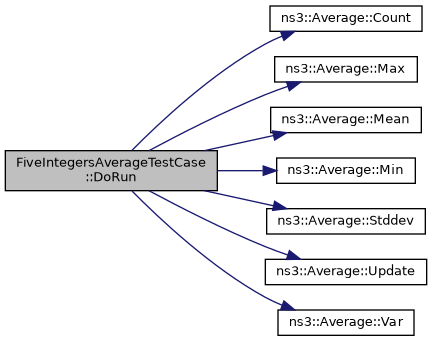 ns3::Average::Count
ns3::Average::Max
ns3::Average::Mean
FiveIntegersAverageTestCase
::DoRun
ns3::Average::Min
ns3::Average::Stddev
ns3::Average::Update
ns3::Average::Var